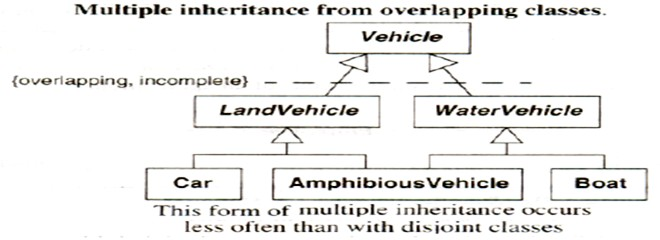 Multiple inheritance from overlapping classes.
Vehicle
{overlapping, incomplete}
LandVehicle WaterVehicle
Car AmphibiousVehicle Boat
This form of multiple inheritance occurs
less often than with disjoint classes